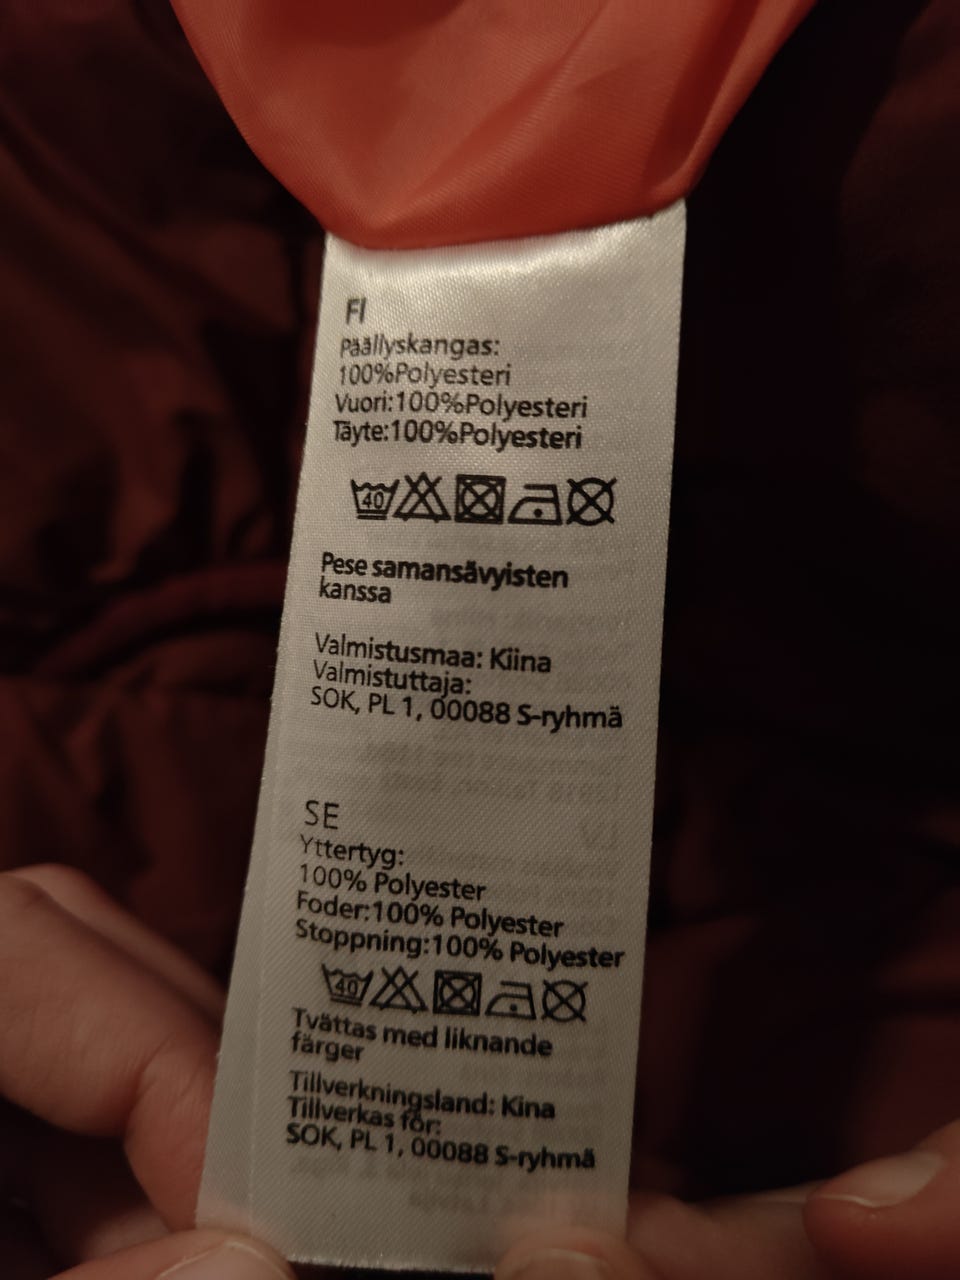 FI
Päällyskangas:
100%Polyesteri
Vuori:100%Polyesteri
Täyte:100%Polyesteri
40
Pese samansävyisten
kanssa
Valmistusmaa: Kiina
Valmistuttaja:
SOK, PL 1, 00088 S-ryhmä
SE
Yttertyg:
100% Polyester
Foder:100% Polyester
Stoppning:100% Polyester
40
Tvättas med liknande
färger
Tillverkningsland: Kina
Tillverkas för:
SOK, PL 1, 00088 S-ryhmä